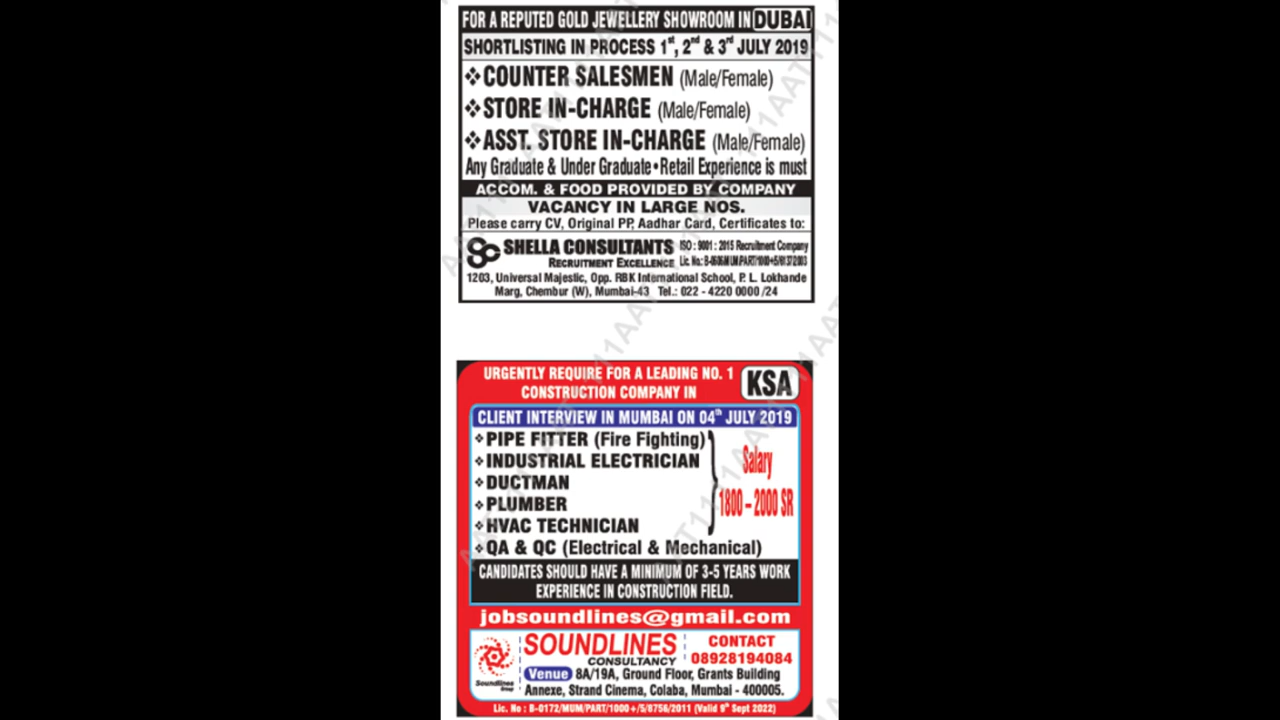 FOR A REPUTED GOLD JEWELLERY SHOWROOM IN DUBAI
SHORTLISTING IN PROCESS 1st, 2nd & 3rd JULY 2019
❖COUNTER SALESMEN (Male/Female)
❖STORE IN-CHARGE (Male/Female)
❖ASST. STORE IN-CHARGE (Male/Female)
Any Graduate & Under Graduate • Retail Experience is must
ACCOM. & FOOD PROVIDED BY COMPANY
VACANCY IN LARGE NOS.
Please carry CV, Original PP, Aadhar Card, Certificates to:
SC SHELLA CONSULTANTS ISO : 9001 : 2015 Recruitment Company
RECRUITMENT EXCELLENCE Lic. No.:
1203, Universal Majestic, Opp. RBK International School, P. L. Lokhande
Marg, Chembur (W), Mumbai-43 Tel.: 022 - 4220 0000 /24
URGENTLY REQUIRE FOR A LEADING NO. 1
CONSTRUCTION COMPANY IN KSA
CLIENT INTERVIEW IN MUMBAI ON 04th JULY 2019
❖PIPE FITTER (Fire Fighting)
❖INDUSTRIAL ELECTRICIAN
❖DUCTMAN
❖PLUMBER
❖HVAC TECHNICIAN
Salary
1800 – 2000 SR
❖QA & QC (Electrical & Mechanical)
CANDIDATES SHOULD HAVE A MINIMUM OF 3-5 YEARS WORK
EXPERIENCE IN CONSTRUCTION FIELD.
jobsoundlines@gmail.com
Soundlines
Group
SOUNDLINES
CONSULTANCY
CONTACT
08928194084
Venue 8A/19A, Ground Floor, Grants Building
Annexe, Strand Cinema, Colaba, Mumbai - 400005.
Lic. No : B-0172/MUM/PART/1000+/5/8756/2011 (Valid 9th Sept 2022)